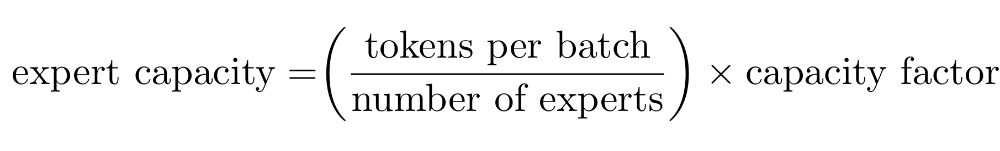 expert capacity = (tokens per batch / number of experts) × capacity factor